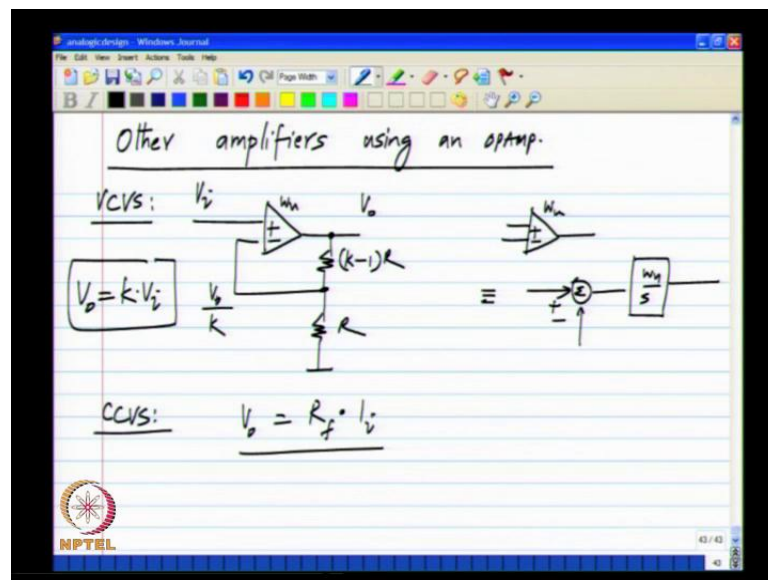 analogicdesign - Windows Journal
File Edit View Insert Actions Tools Help
Page Width
B I
Other amplifiers using an OPAMP.
VCVS: Vi ωu Vo ωu
+ − (k-1)R + −
Vo = k·Vi Vo/k R ≡ + − Σ ωu/s
CCVS: Vo = Rf · Ii
NPTEL
43 / 43
43